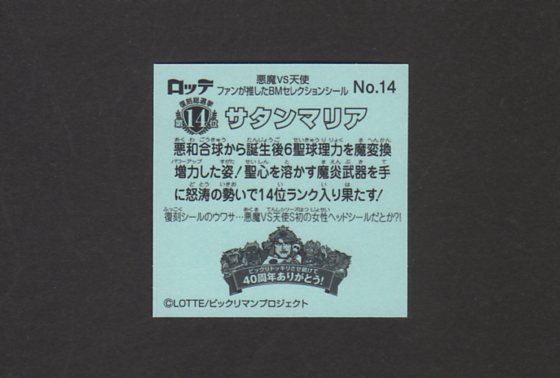 ロッテ
悪魔VS天使
ファンが推したBMセレクションシール
No.14
復刻総選挙
第14位
サタンマリア
悪和合球から誕生後6聖球理力を魔変換
増力した姿!聖心を溶かす魔炎武器を手
に怒涛の勢いで14位ランク入り果たす!
復刻シールのウワサ…悪魔VS天使S初の女性ヘッドシールだとか?!
ビックリドッキリさせ続けて
40周年ありがとう!
©LOTTE/ビックリマンプロジェクト